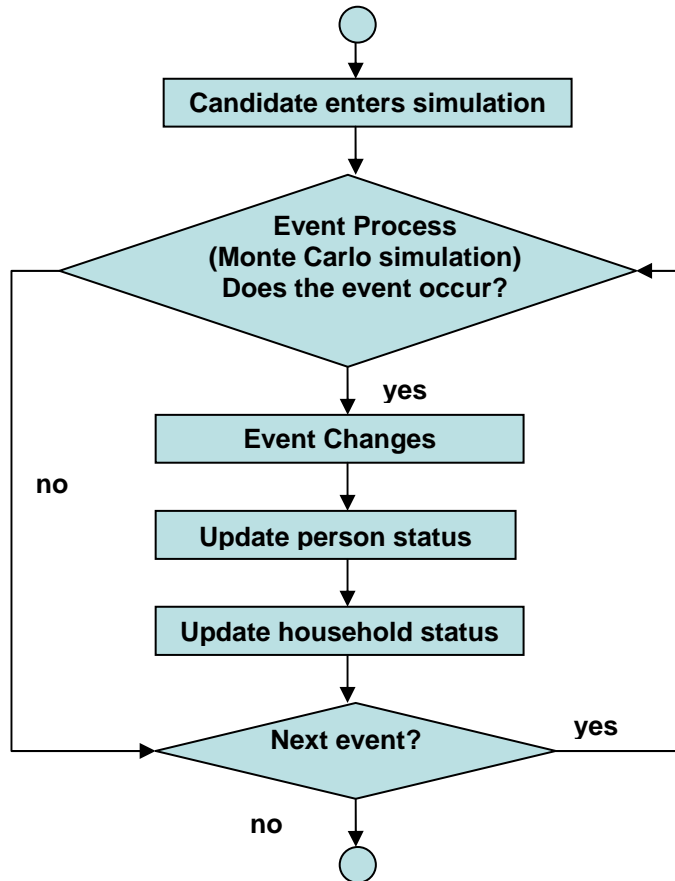 Candidate enters simulation
Event Process
(Monte Carlo simulation)
Does the event occur?
yes
Event Changes
no
Update person status
Update household status
Next event?
yes
no